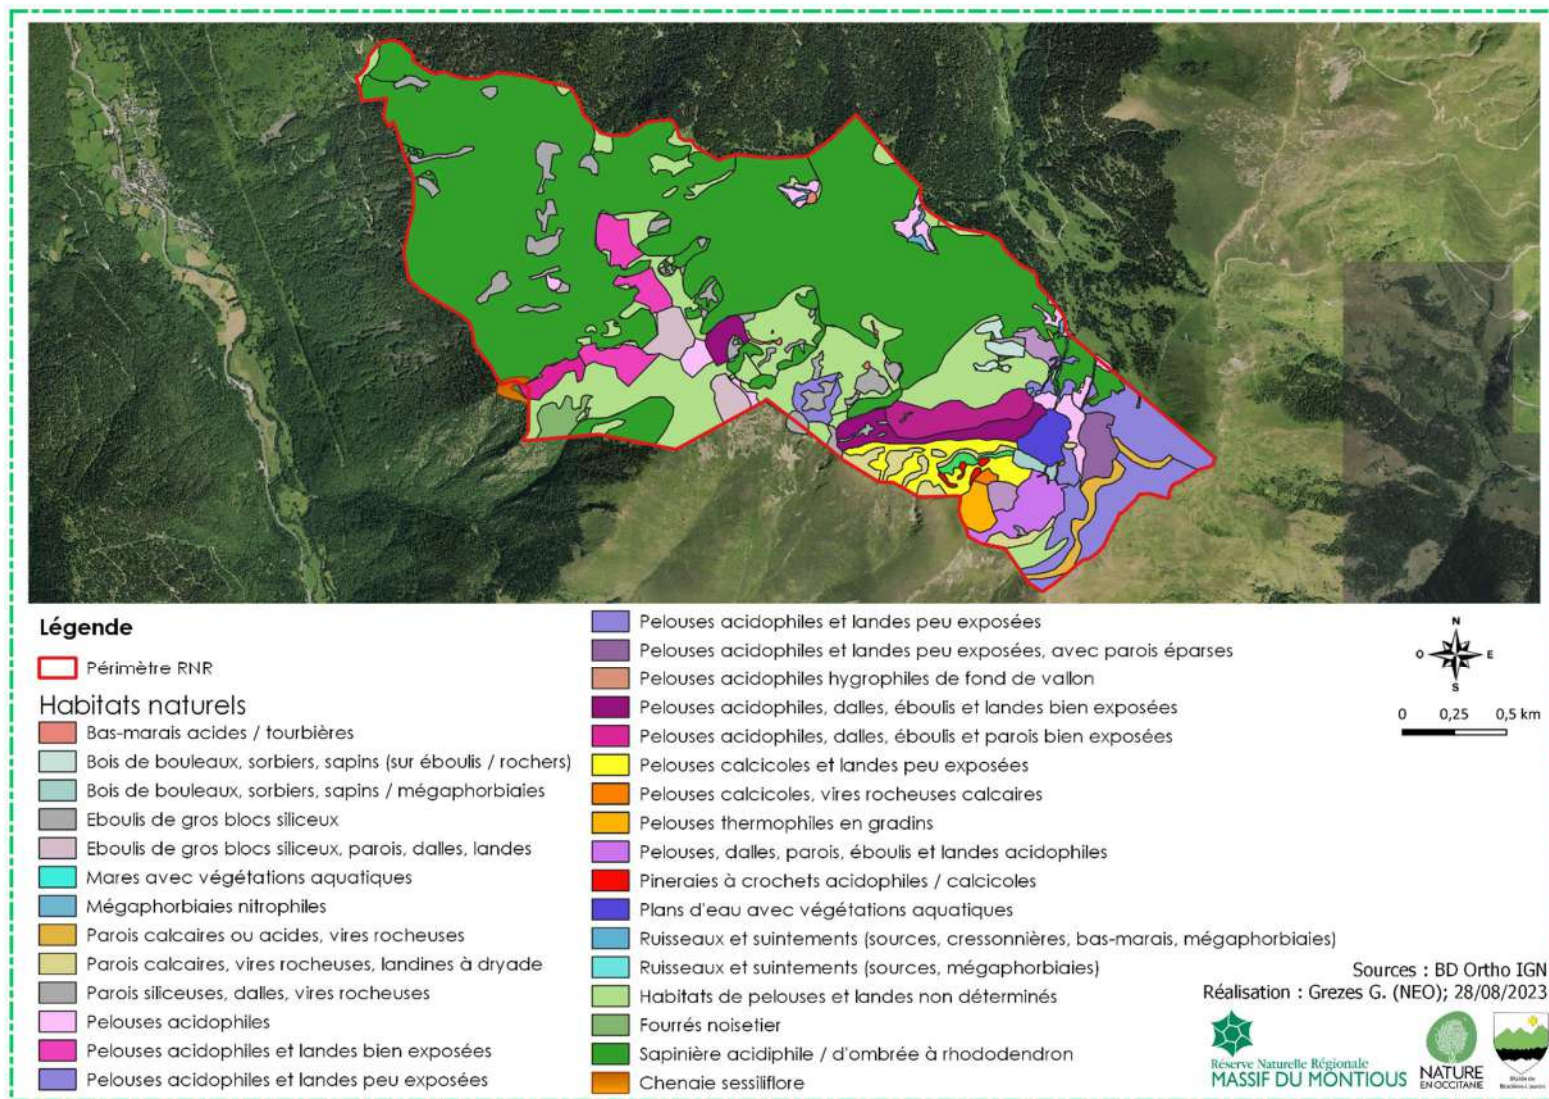 Légende
Périmètre RNR
Habitats naturels
Bas-marais acides / tourbières
Bois de bouleaux, sorbiers, sapins (sur éboulis / rochers)
Bois de bouleaux, sorbiers, sapins / mégaphorbiaies
Eboulis de gros blocs siliceux
Eboulis de gros blocs siliceux, parois, dalles, landes
Mares avec végétations aquatiques
Mégaphorbiaies nitrophiles
Parois calcaires ou acides, vires rocheuses
Parois calcaires, vires rocheuses, landines à dryade
Parois siliceuses, dalles, vires rocheuses
Pelouses acidophiles
Pelouses acidophiles et landes bien exposées
Pelouses acidophiles et landes peu exposées
Pelouses acidophiles et landes peu exposées
Pelouses acidophiles et landes peu exposées, avec parois éparses
Pelouses acidophiles hygrophiles de fond de vallon
Pelouses acidophiles, dalles, éboulis et landes bien exposées
Pelouses acidophiles, dalles, éboulis et parois bien exposées
Pelouses calcicoles et landes peu exposées
Pelouses calcicoles, vires rocheuses calcaires
Pelouses thermophiles en gradins
Pelouses, dalles, parois, éboulis et landes acidophiles
Pineraies à crochets acidophiles / calcicoles
Plans d'eau avec végétations aquatiques
Ruisseaux et suintements (sources, cressonnières, bas-marais, mégaphorbiaies)
Ruisseaux et suintements (sources, mégaphorbiaies)
Habitats de pelouses et landes non déterminés
Fourrés noisetier
Sapinière acidiphile / d'ombrée à rhododendron
Chenaie sessiliflore
N
O E
S
0 0,25 0,5 km
Sources : BD Ortho IGN
Réalisation : Grezes G. (NEO); 28/08/2023
Réserve Naturelle Régionale
MASSIF DU MONTIOUS
NATURE
EN OCCITANIE